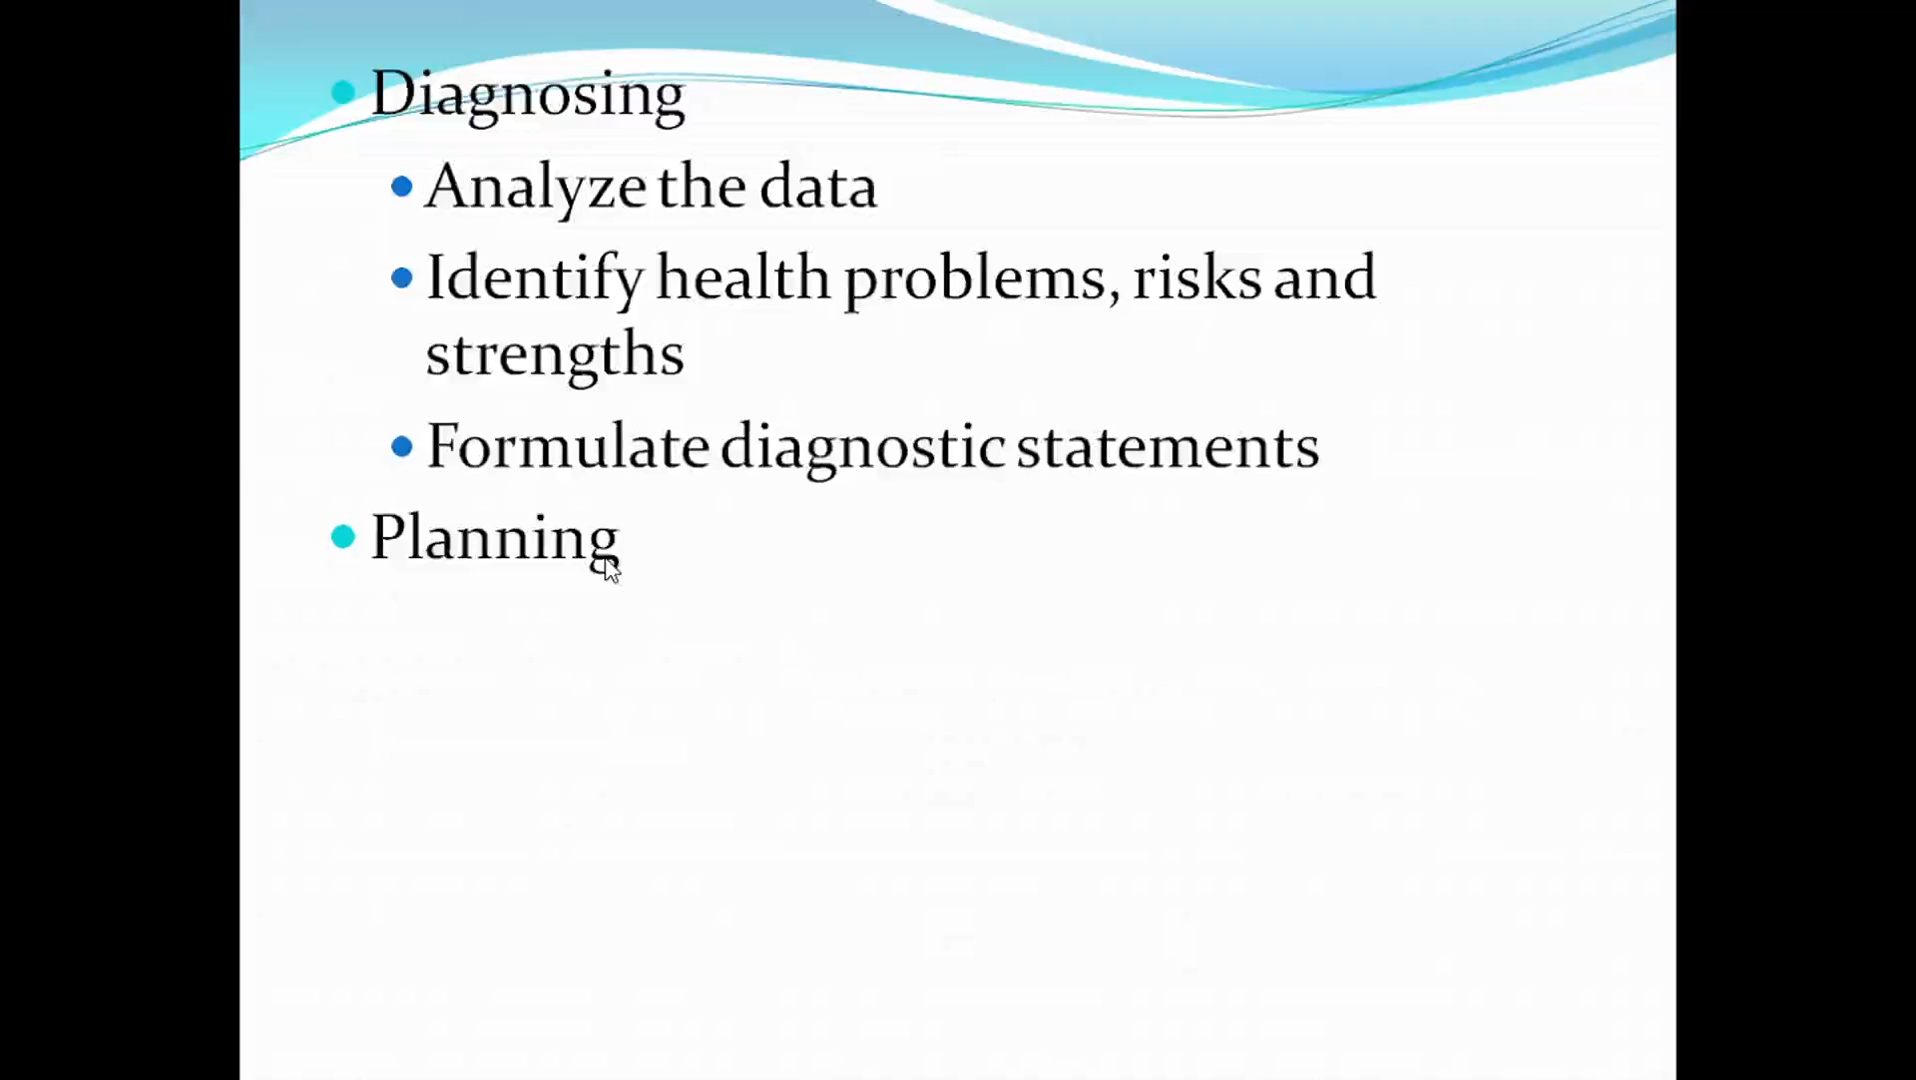 Diagnosing
Analyze the data
Identify health problems, risks and
strengths
Formulate diagnostic statements
Planning